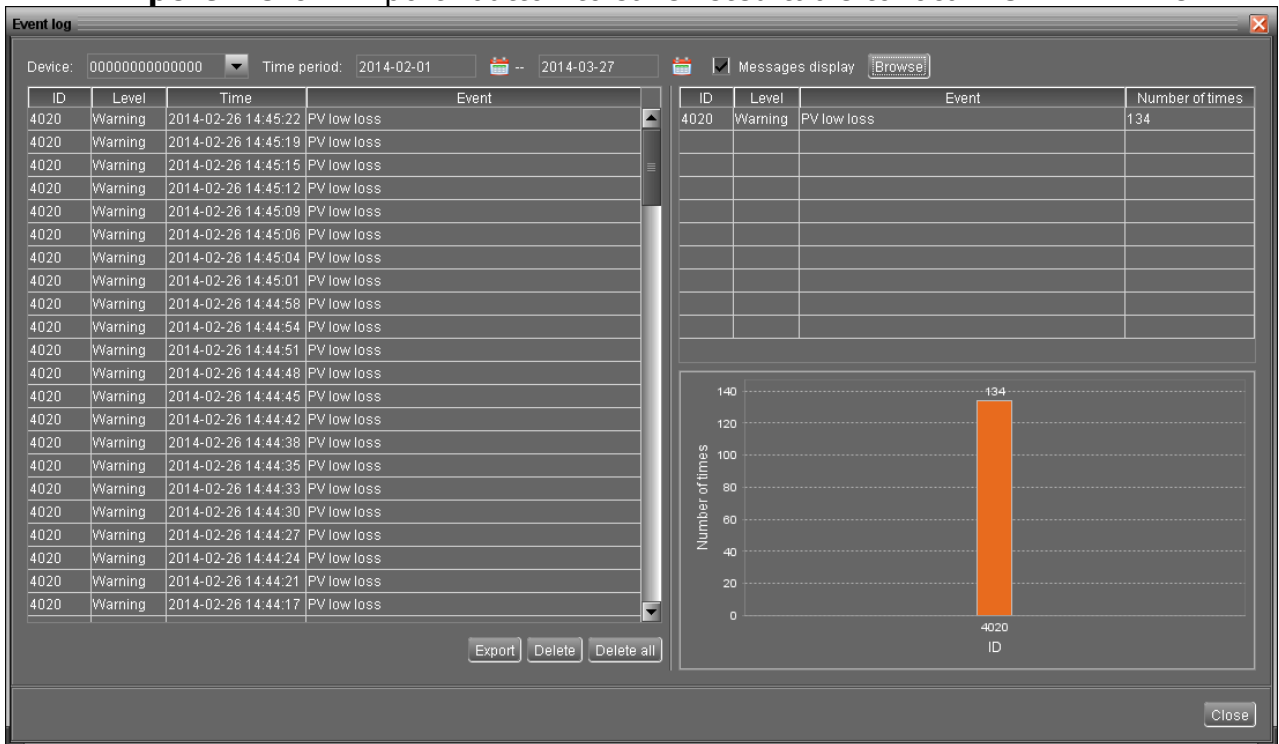 Event log
Device: 00000000000000 Time period: 2014-02-01 -- 2014-03-27 Messages display Browse
ID Level Time Event
4020 Warning 2014-02-26 14:45:22 PV low loss
4020 Warning 2014-02-26 14:45:19 PV low loss
4020 Warning 2014-02-26 14:45:15 PV low loss
4020 Warning 2014-02-26 14:45:12 PV low loss
4020 Warning 2014-02-26 14:45:09 PV low loss
4020 Warning 2014-02-26 14:45:06 PV low loss
4020 Warning 2014-02-26 14:45:04 PV low loss
4020 Warning 2014-02-26 14:45:01 PV low loss
4020 Warning 2014-02-26 14:44:58 PV low loss
4020 Warning 2014-02-26 14:44:54 PV low loss
4020 Warning 2014-02-26 14:44:51 PV low loss
4020 Warning 2014-02-26 14:44:48 PV low loss
4020 Warning 2014-02-26 14:44:45 PV low loss
4020 Warning 2014-02-26 14:44:42 PV low loss
4020 Warning 2014-02-26 14:44:38 PV low loss
4020 Warning 2014-02-26 14:44:35 PV low loss
4020 Warning 2014-02-26 14:44:33 PV low loss
4020 Warning 2014-02-26 14:44:30 PV low loss
4020 Warning 2014-02-26 14:44:27 PV low loss
4020 Warning 2014-02-26 14:44:24 PV low loss
4020 Warning 2014-02-26 14:44:21 PV low loss
4020 Warning 2014-02-26 14:44:17 PV low loss
Export Delete Delete all
ID Level Event Number of times
4020 Warning PV low loss 134
Number of times
140
120
100
80
60
40
20
0
134
4020
ID
Close